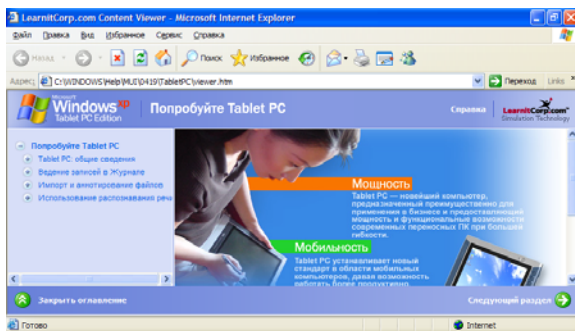 LearnitCorp.com Content Viewer - Microsoft Internet Explorer
Файл Правка Вид Избранное Сервис Справка
Назад Поиск Избранное
Адрес: C:\WINDOWS\Help\MUI\0419\TabletPC\viewer.htm Переход Links »
Microsoft
Windows xp
Tablet PC Edition
Попробуйте Tablet PC
Справка
LearnitCorp.com
Simulation Technology
Попробуйте Tablet PC
Tablet PC: общие сведения
Ведение записей в Журнале
Импорт и аннотирование файлов
Использование распознавания речи
Мощность
Tablet PC — новейший компьютер,
предназначенный преимущественно для
применения в бизнесе и предоставляющий
мощность и функциональные возможности
современных переносных ПК при большей
гибкости.
Мобильность
Tablet PC устанавливает новый
стандарт в области мобильных
компьютеров, давая возможность
работать более продуктивно
Закрыть оглавление
Следующий раздел
Готово
Internet